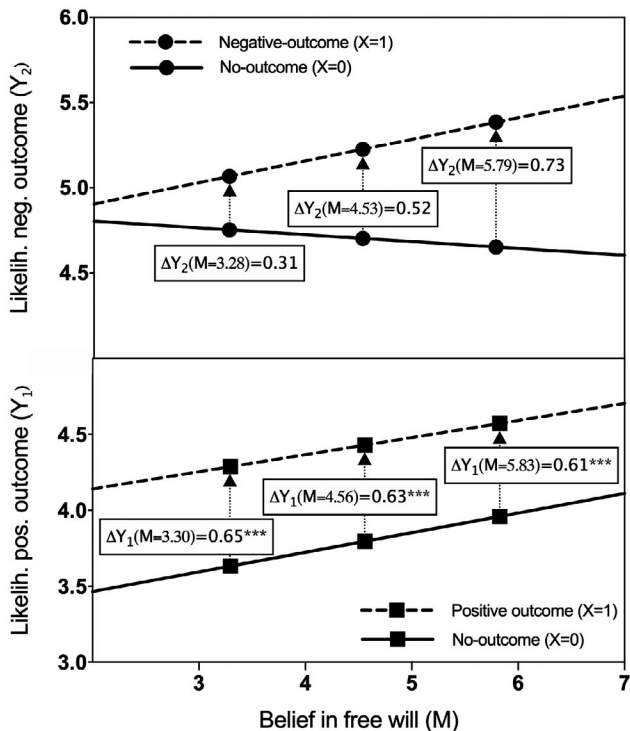 6.0
Negative-outcome (X=1)
No-outcome (X=0)
5.5
ΔY₂(M=5.79)=0.73
5.0
ΔY₂(M=4.53)=0.52
ΔY₂(M=3.28)=0.31
4.5
Likelih. neg. outcome (Y₂)
4.5
ΔY₁(M=5.83)=0.61***
ΔY₁(M=4.56)=0.63***
4.0
ΔY₁(M=3.30)=0.65***
3.5
Positive outcome (X=1)
No-outcome (X=0)
3.0
Likelih. pos. outcome (Y₁)
3 4 5 6 7
Belief in free will (M)